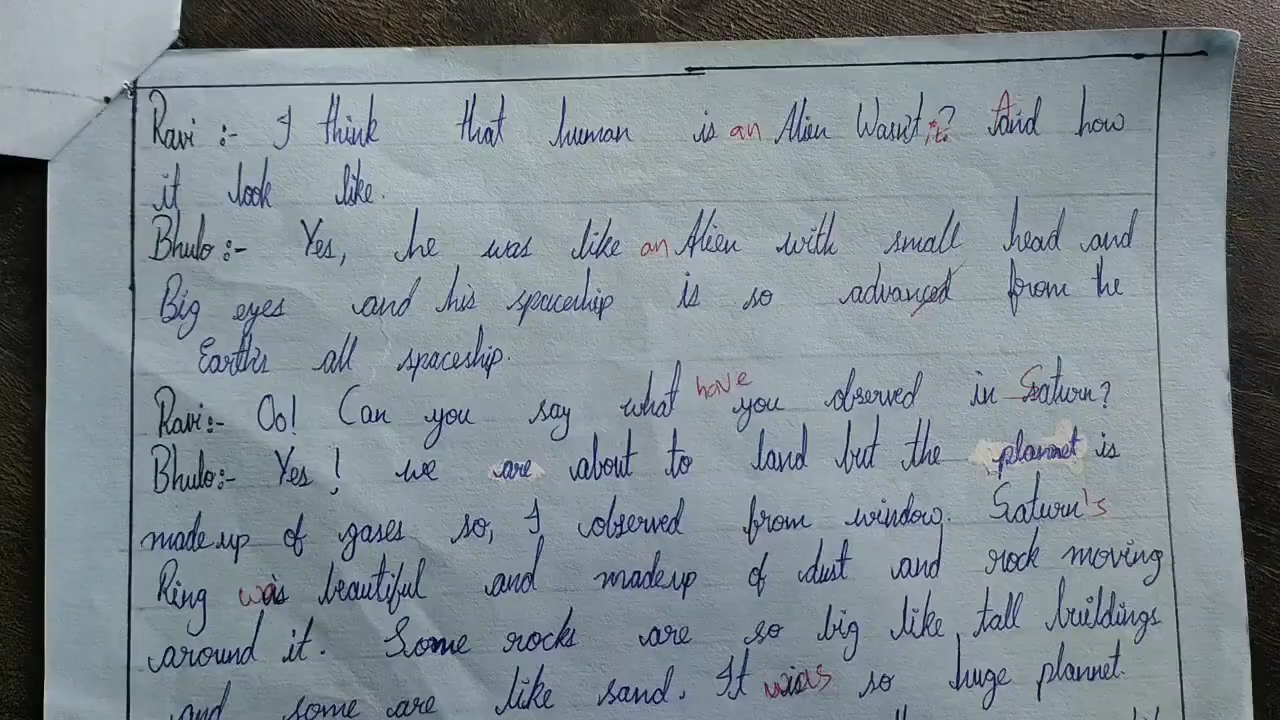 Ravi :- I think that human is an Alien Wasn't it? And how
it look like.
Bhulo :- Yes, he was like an Alien with small head and
Big eyes and his spaceship is so advanced from the
Earth's all spaceship.
Ravi:- Oo! Can you say what have you observed in Saturn?
Bhulo:- Yes! we are about to land but the plannet is
made up of gases so, I observed from window. Saturn's
Ring was beautiful and made up of dust and rock moving
around it. Some rocks are so big like tall buildings
and some are like sand. It was so huge plannet.